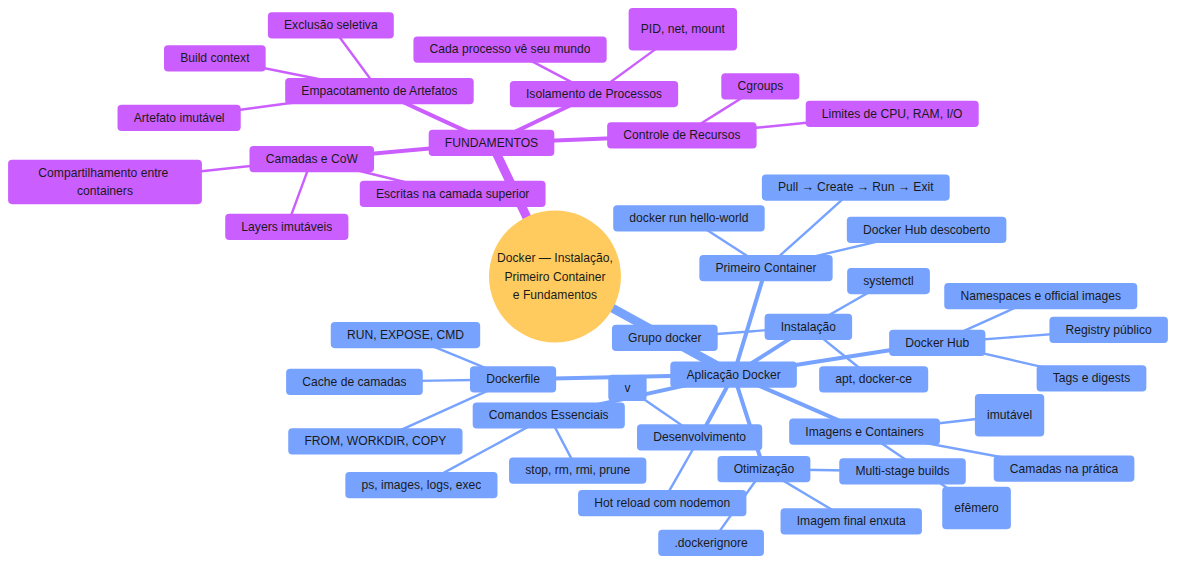 Docker — Instalação,
Primeiro Container
e Fundamentos
FUNDAMENTOS
Empacotamento de Artefatos
Exclusão seletiva
Build context
Artefato imutável
Isolamento de Processos
Cada processo vê seu mundo
PID, net, mount
Controle de Recursos
Cgroups
Limites de CPU, RAM, I/O
Camadas e CoW
Compartilhamento entre
containers
Layers imutáveis
Escritas na camada superior
Aplicação Docker
Primeiro Container
docker run hello-world
Pull → Create → Run → Exit
Docker Hub descoberto
Instalação
systemctl
Grupo docker
apt, docker-ce
Docker Hub
Namespaces e official images
Registry público
Tags e digests
Imagens e Containers
imutável
Camadas na prática
efêmero
Otimização
Multi-stage builds
Imagem final enxuta
.dockerignore
Desenvolvimento
v
Hot reload com nodemon
Comandos Essenciais
stop, rm, rmi, prune
ps, images, logs, exec
Dockerfile
RUN, EXPOSE, CMD
Cache de camadas
FROM, WORKDIR, COPY